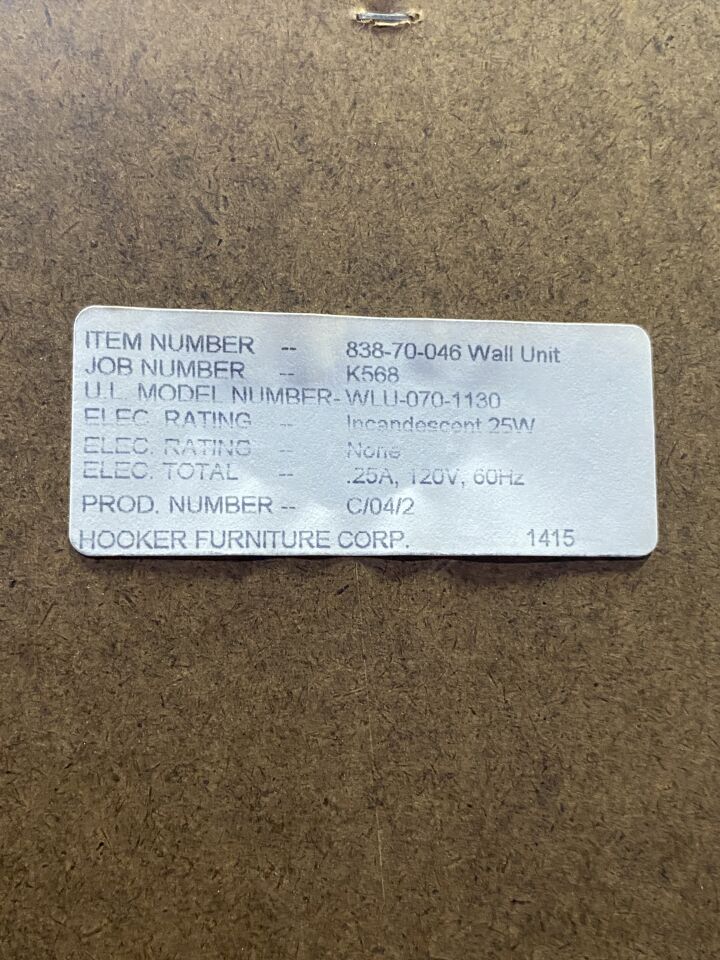 ITEM NUMBER -- 838-70-046 Wall Unit
JOB NUMBER -- K568
U.L. MODEL NUMBER- WLU-070-1130
ELEC. RATING -- Incandescent 25W
ELEC. RATING -- None
ELEC. TOTAL -- .25A, 120V, 60Hz
PROD. NUMBER -- C/04/2
HOOKER FURNITURE CORP. 1415